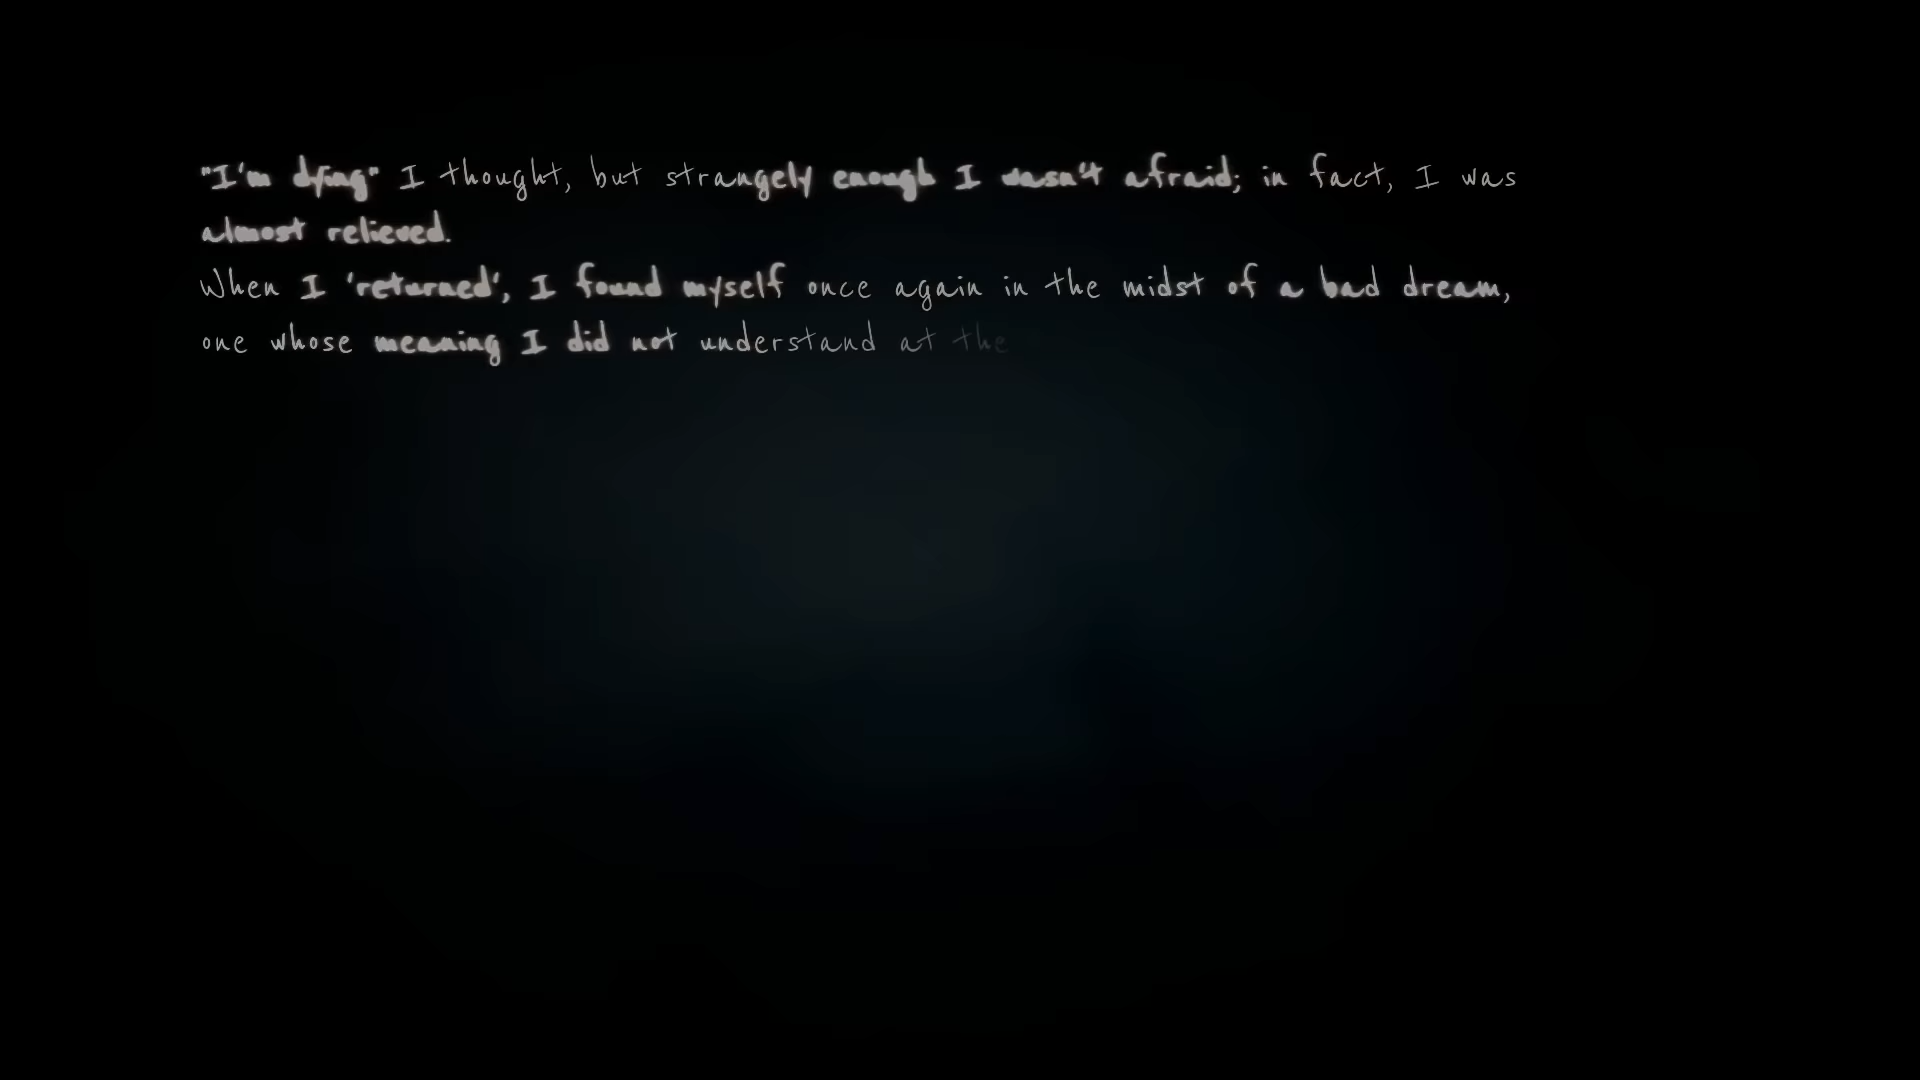 "I'm dying" I thought, but strangely enough I wasn't afraid; in fact, I was
almost relieved.
When I 'returned', I found myself once again in the midst of a bad dream,
one whose meaning I did not understand at the